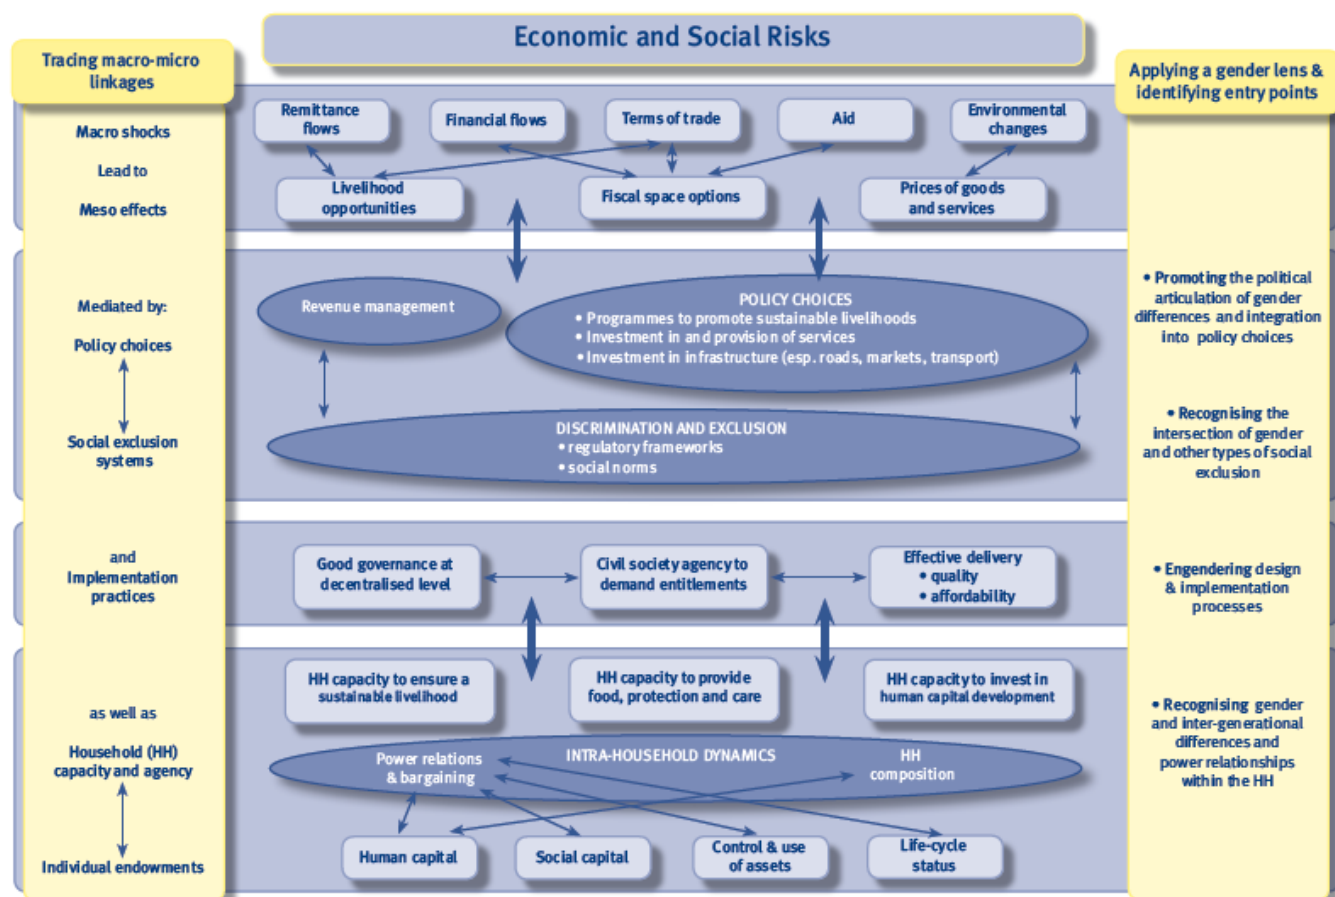 Economic and Social Risks
Tracing macro-micro
linkages
Applying a gender lens &
identifying entry points
Macro shocks
Lead to
Meso effects
Remittance
flows
Financial flows
Terms of trade
Aid
Environmental
changes
Livelihood
opportunities
Fiscal space options
Prices of goods
and services
Mediated by:
Policy choices
Social exclusion
systems
Revenue management
POLICY CHOICES
• Programmes to promote sustainable livelihoods
• Investment in and provision of services
• Investment in infrastructure (esp. roads, markets, transport)
DISCRIMINATION AND EXCLUSION
• regulatory frameworks
• social norms
• Promoting the political
articulation of gender
differences and integration
into policy choices
• Recognising the
intersection of gender
and other types of social
exclusion
and
Implementation
practices
Good governance at
decentralised level
Civil society agency to
demand entitlements
Effective delivery
• quality
• affordability
• Engendering design
& implementation
processes
as well as
Household (HH)
capacity and agency
Individual endowments
HH capacity to ensure a
sustainable livelihood
HH capacity to provide
food, protection and care
HH capacity to invest in
human capital development
INTRA-HOUSEHOLD DYNAMICS
Power relations
& bargaining
HH
composition
Human capital
Social capital
Control & use
of assets
Life-cycle
status
• Recognising gender
and inter-generational
differences and
power relationships
within the HH